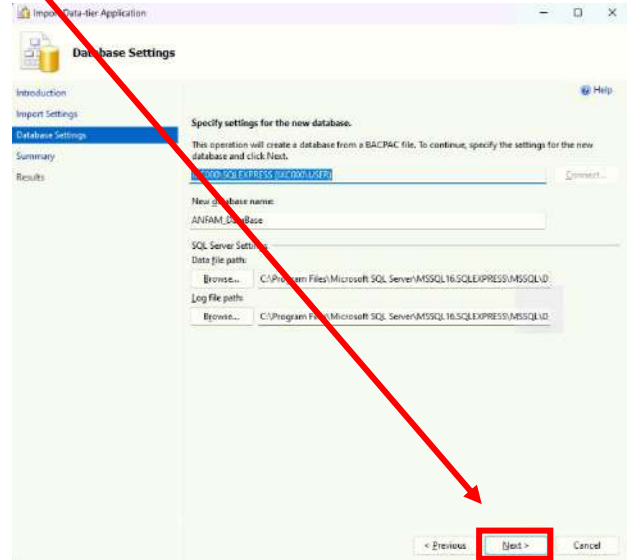 Import Data-tier Application
Database Settings
Help
Introduction
Import Settings
Database Settings
Summary
Results
Specify settings for the new database.
This operation will create a database from a BACPAC file. To continue, specify the settings for the new
database and click Next.
Connect...
New database name:
ANFAM_DataBase
SQL Server Settings
Data file path:
Browse... C:\Program Files\Microsoft SQL Server\MSSQL16.SQLEXPRESS\MSSQL\D
Log file path:
Browse... C:\Program Files\Microsoft SQL Server\MSSQL16.SQLEXPRESS\MSSQL\D
< Previous
Next >
Cancel